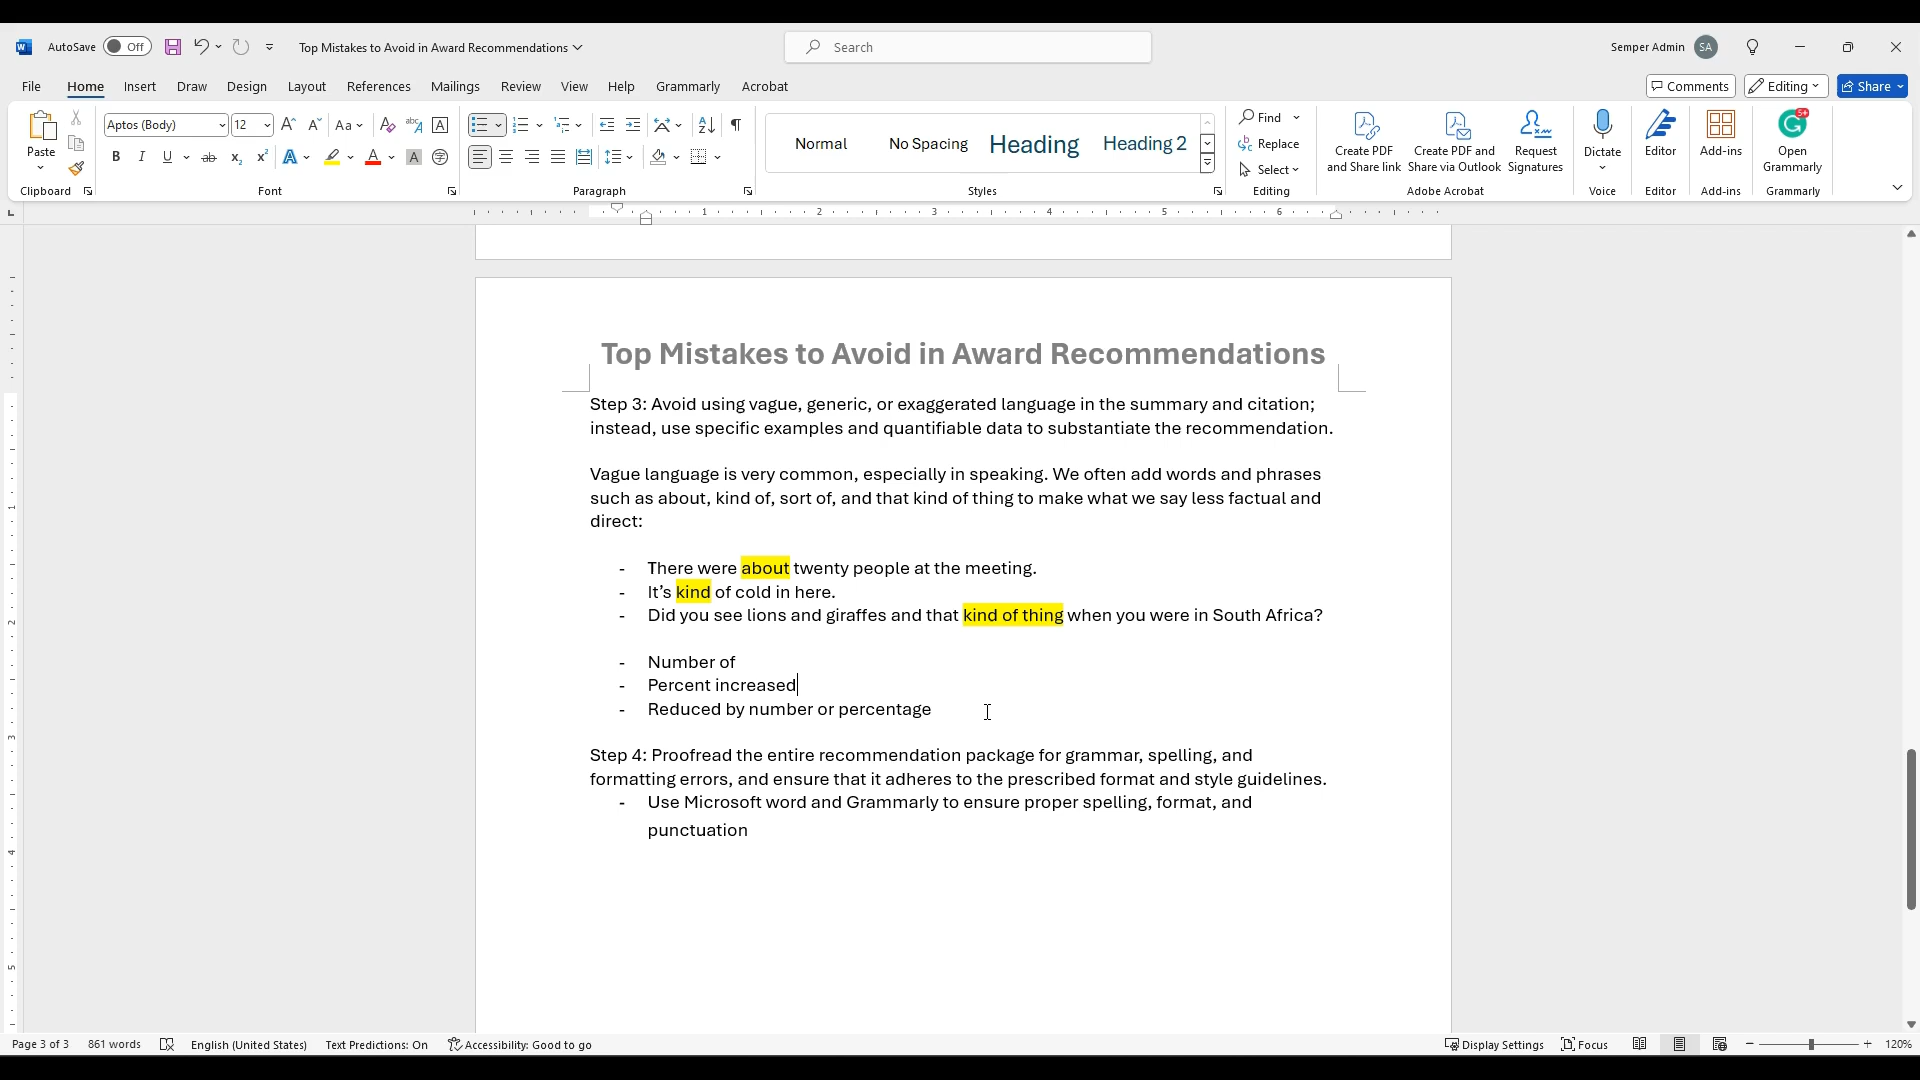 AutoSave Off Top Mistakes to Avoid in Award Recommendations Search Semper Admin SA
File Home Insert Draw Design Layout References Mailings Review View Help Grammarly Acrobat Comments Editing Share
Paste Aptos (Body) 12 Normal No Spacing Heading Heading 2 Find Replace Select Create PDF and Share link Create PDF and Share via Outlook Request Signatures Dictate Editor Add-ins Open Grammarly
Clipboard Font Paragraph Styles Editing Adobe Acrobat Voice Editor Add-ins Grammarly
1 2 3 4 5 6
Top Mistakes to Avoid in Award Recommendations
Step 3: Avoid using vague, generic, or exaggerated language in the summary and citation;
instead, use specific examples and quantifiable data to substantiate the recommendation.
Vague language is very common, especially in speaking. We often add words and phrases
such as about, kind of, sort of, and that kind of thing to make what we say less factual and
direct:
- There were about twenty people at the meeting.
- It’s kind of cold in here.
- Did you see lions and giraffes and that kind of thing when you were in South Africa?
- Number of
- Percent increased
- Reduced by number or percentage
Step 4: Proofread the entire recommendation package for grammar, spelling, and
formatting errors, and ensure that it adheres to the prescribed format and style guidelines.
- Use Microsoft word and Grammarly to ensure proper spelling, format, and
punctuation
Page 3 of 3 861 words English (United States) Text Predictions: On Accessibility: Good to go Display Settings Focus 120%